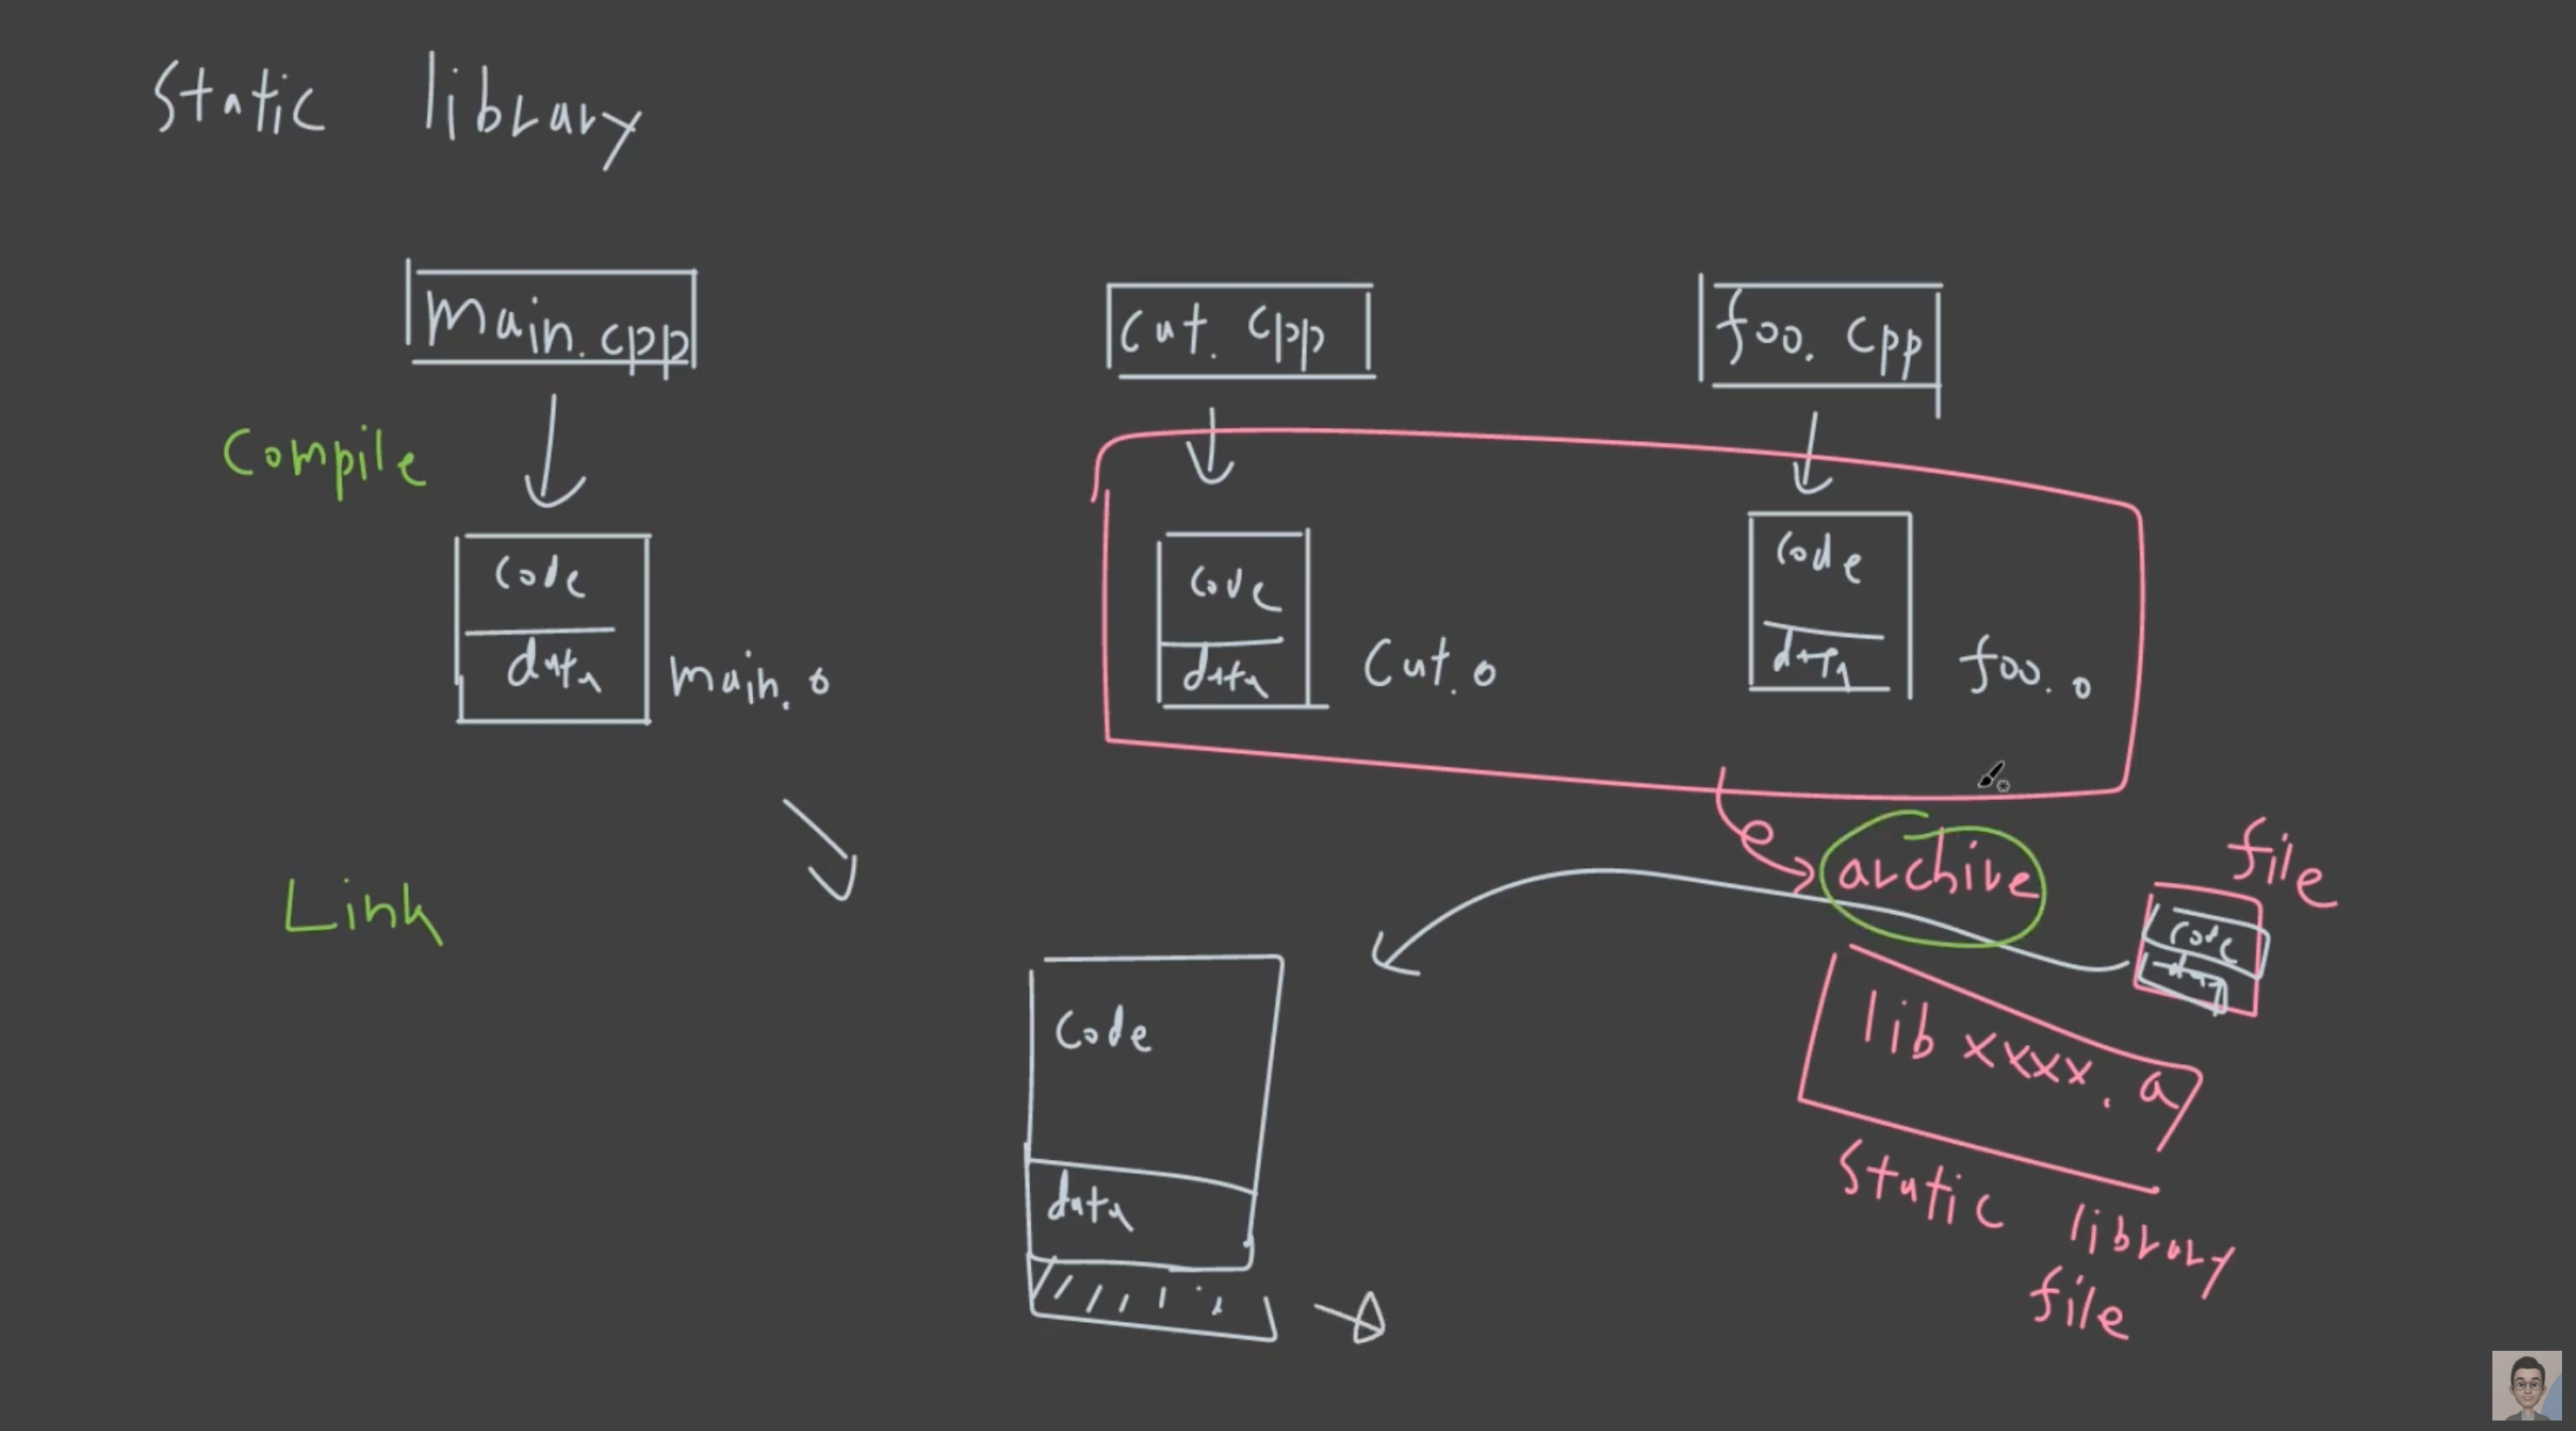 Static library
main.cpp
Cut.cpp
foo.cpp
Compile
code
data
main.o
code
data
Cut.o
code
data
foo.o
Link
archive
file
code
data
lib xxxx.a
Static library
file
Code
data